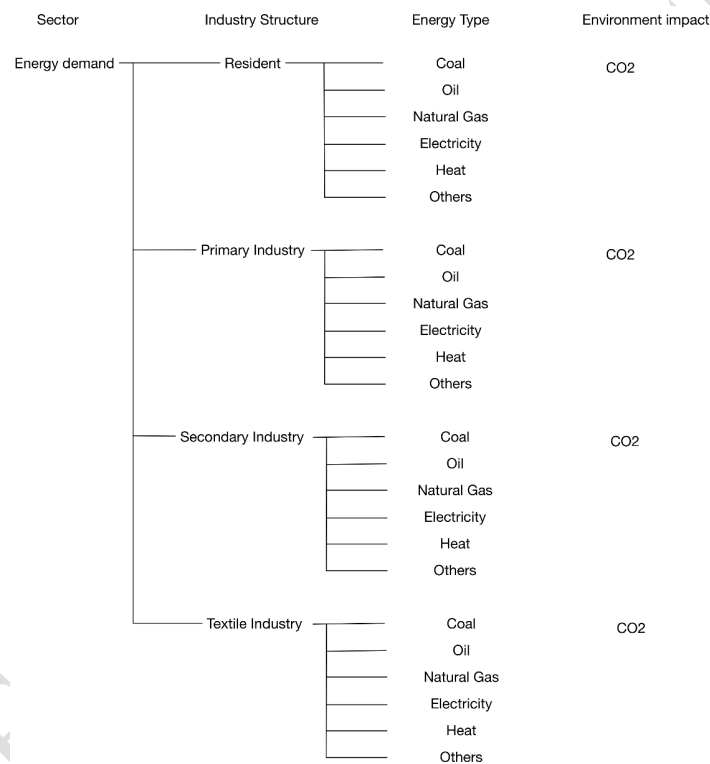 Sector Industry Structure Energy Type Environment impact
Energy demand Resident Coal CO2
Oil
Natural Gas
Electricity
Heat
Others
Primary Industry Coal CO2
Oil
Natural Gas
Electricity
Heat
Others
Secondary Industry Coal CO2
Oil
Natural Gas
Electricity
Heat
Others
Textile Industry Coal CO2
Oil
Natural Gas
Electricity
Heat
Others